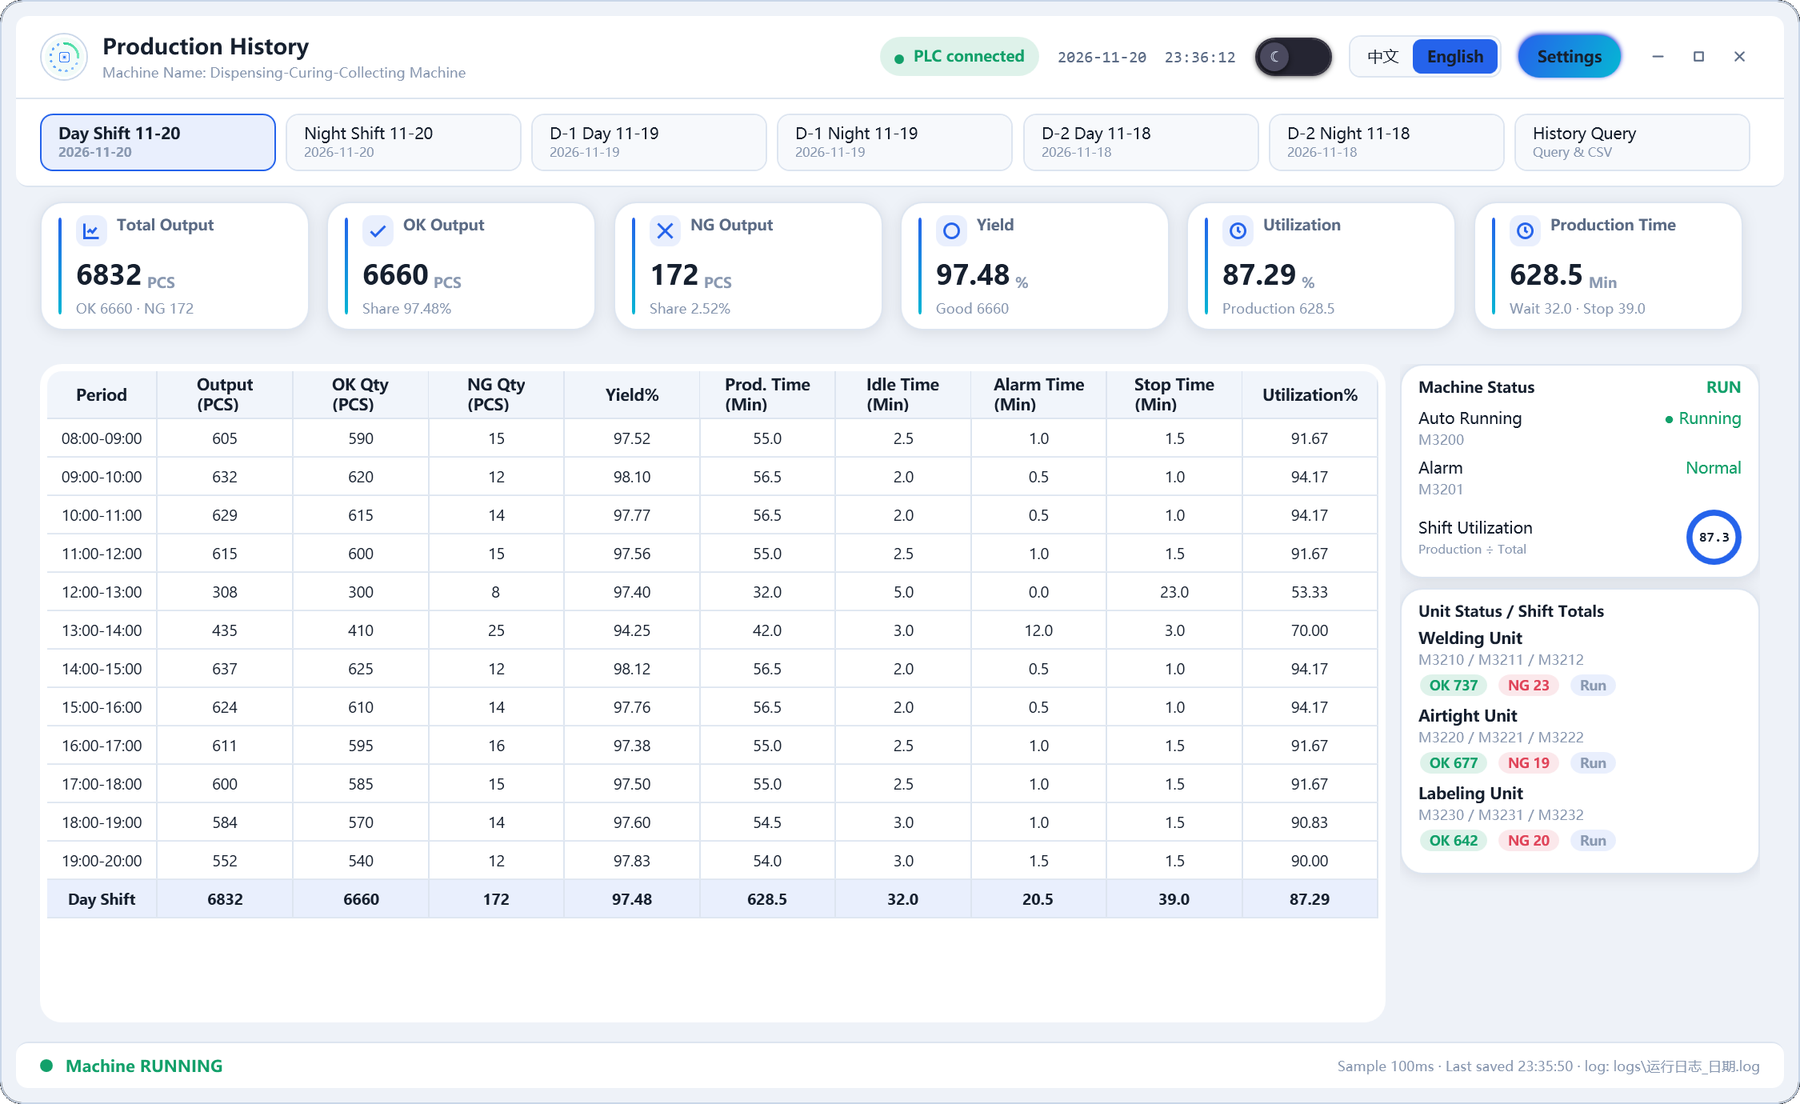 Production History
Machine Name: Dispensing-Curing-Collecting Machine
PLC connected
2026-11-20 23:36:12
中文
English
Settings
Day Shift 11-20
2026-11-20
Night Shift 11-20
2026-11-20
D-1 Day 11-19
2026-11-19
D-1 Night 11-19
2026-11-19
D-2 Day 11-18
2026-11-18
D-2 Night 11-18
2026-11-18
History Query
Query & CSV
Total Output
6832 PCS
OK 6660 · NG 172
OK Output
6660 PCS
Share 97.48%
NG Output
172 PCS
Share 2.52%
Yield
97.48 %
Good 6660
Utilization
87.29 %
Production 628.5
Production Time
628.5 Min
Wait 32.0 · Stop 39.0
Period Output (PCS) OK Qty (PCS) NG Qty (PCS) Yield% Prod. Time (Min) Idle Time (Min) Alarm Time (Min) Stop Time (Min) Utilization%
08:00-09:00 605 590 15 97.52 55.0 2.5 1.0 1.5 91.67
09:00-10:00 632 620 12 98.10 56.5 2.0 0.5 1.0 94.17
10:00-11:00 629 615 14 97.77 56.5 2.0 0.5 1.0 94.17
11:00-12:00 615 600 15 97.56 55.0 2.5 1.0 1.5 91.67
12:00-13:00 308 300 8 97.40 32.0 5.0 0.0 23.0 53.33
13:00-14:00 435 410 25 94.25 42.0 3.0 12.0 3.0 70.00
14:00-15:00 637 625 12 98.12 56.5 2.0 0.5 1.0 94.17
15:00-16:00 624 610 14 97.76 56.5 2.0 0.5 1.0 94.17
16:00-17:00 611 595 16 97.38 55.0 2.5 1.0 1.5 91.67
17:00-18:00 600 585 15 97.50 55.0 2.5 1.0 1.5 91.67
18:00-19:00 584 570 14 97.60 54.5 3.0 1.0 1.5 90.83
19:00-20:00 552 540 12 97.83 54.0 3.0 1.5 1.5 90.00
Day Shift 6832 6660 172 97.48 628.5 32.0 20.5 39.0 87.29
Machine Status RUN
Auto Running Running
M3200
Alarm Normal
M3201
Shift Utilization 87.3
Production ÷ Total
Unit Status / Shift Totals
Welding Unit
M3210 / M3211 / M3212
OK 737 NG 23 Run
Airtight Unit
M3220 / M3221 / M3222
OK 677 NG 19 Run
Labeling Unit
M3230 / M3231 / M3232
OK 642 NG 20 Run
Machine RUNNING
Sample 100ms · Last saved 23:35:50 · log: logs\运行日志_日期.log